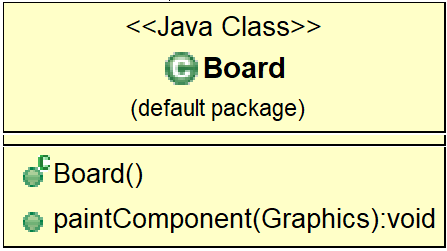 <<Java Class>>
C Board
(default package)
C Board()
paintComponent(Graphics):void